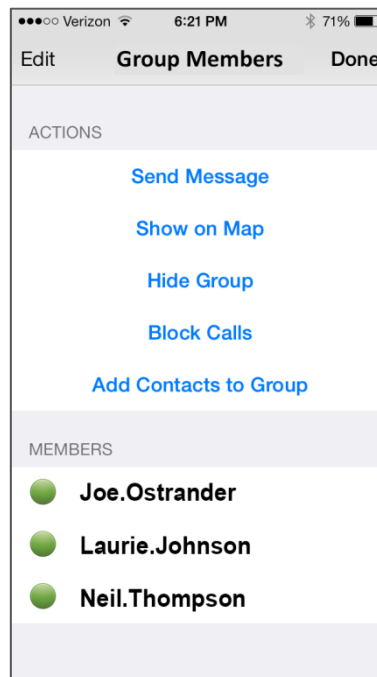 Verizon 6:21 PM 71%
Edit Group Members Done
ACTIONS
Send Message
Show on Map
Hide Group
Block Calls
Add Contacts to Group
MEMBERS
Joe.Ostrander
Laurie.Johnson
Neil.Thompson